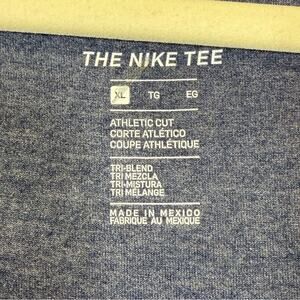 THE NIKE TEE
XL TG EG
ATHLETIC CUT
CORTE ATLÉTICO
COUPE ATHLÉTIQUE
TRI-BLEND
TRI MEZCLA
TRI-MISTURA
TRI MÉLANGE
MADE IN MEXICO
FABRIQUÉ AU MEXIQUE